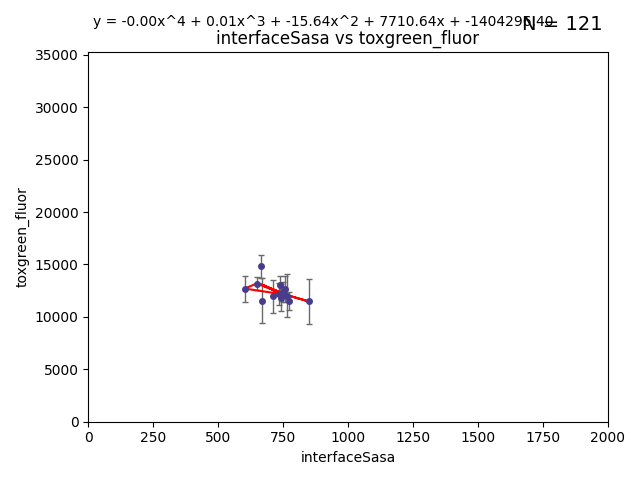 y = -0.00x^4 + 0.01x^3 + -15.64x^2 + 7710.64x + -1404296.40
N = 121
interfaceSasa vs toxgreen_fluor
35000
30000
25000
20000
15000
10000
5000
0
toxgreen_fluor
0 250 500 750 1000 1250 1500 1750 2000
interfaceSasa